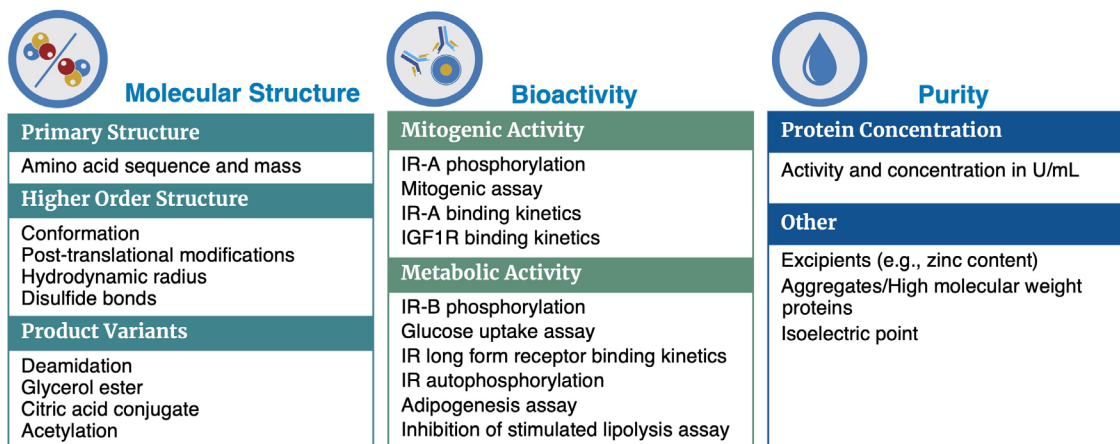 Molecular Structure
Primary Structure
Amino acid sequence and mass
Higher Order Structure
Conformation
Post-translational modifications
Hydrodynamic radius
Disulfide bonds
Product Variants
Deamidation
Glycerol ester
Citric acid conjugate
Acetylation
Bioactivity
Mitogenic Activity
IR-A phosphorylation
Mitogenic assay
IR-A binding kinetics
IGF1R binding kinetics
Metabolic Activity
IR-B phosphorylation
Glucose uptake assay
IR long form receptor binding kinetics
IR autophosphorylation
Adipogenesis assay
Inhibition of stimulated lipolysis assay
Purity
Protein Concentration
Activity and concentration in U/mL
Other
Excipients (e.g., zinc content)
Aggregates/High molecular weight
proteins
Isoelectric point